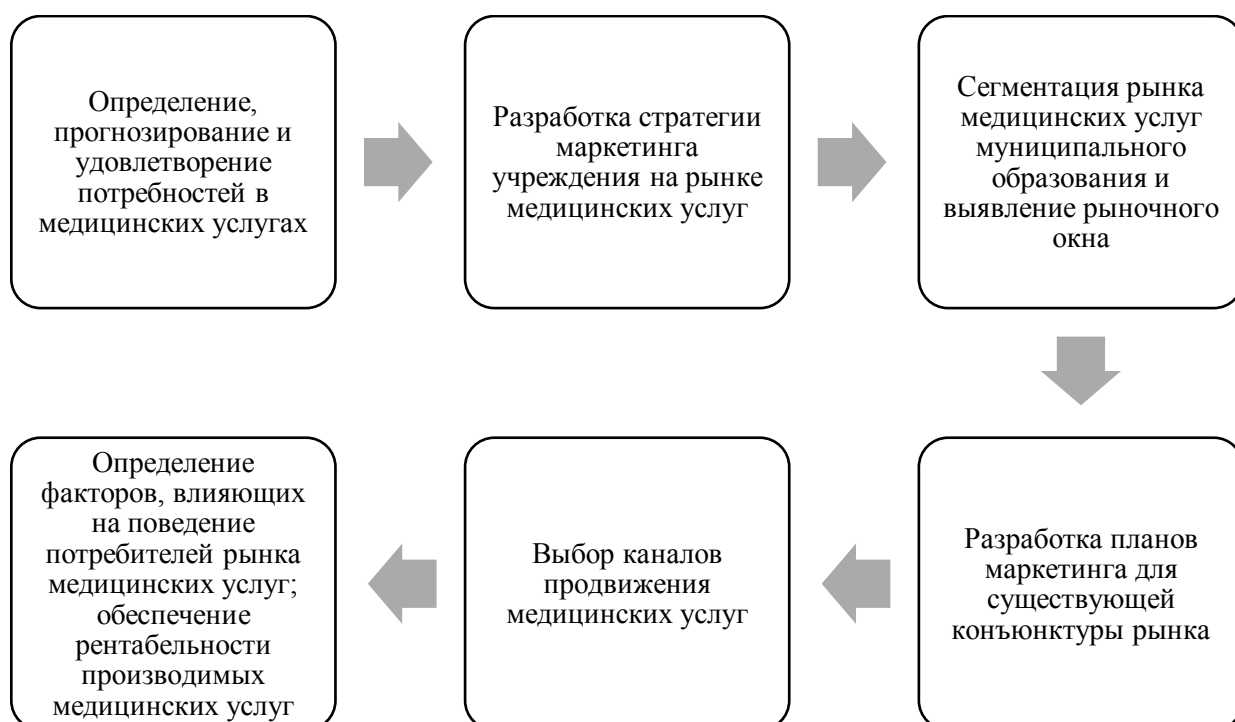 Определение,
прогнозирование и
удовлетворение
потребностей в
медицинских услугах
Разработка стратегии
маркетинга
учреждения на рынке
медицинских услуг
Сегментация рынка
медицинских услуг
муниципального
образования и
выявление рыночного
окна
Разработка планов
маркетинга для
существующей
конъюнктуры рынка
Выбор каналов
продвижения
медицинских услуг
Определение
факторов, влияющих
на поведение
потребителей рынка
медицинских услуг;
обеспечение
рентабельности
производимых
медицинских услуг